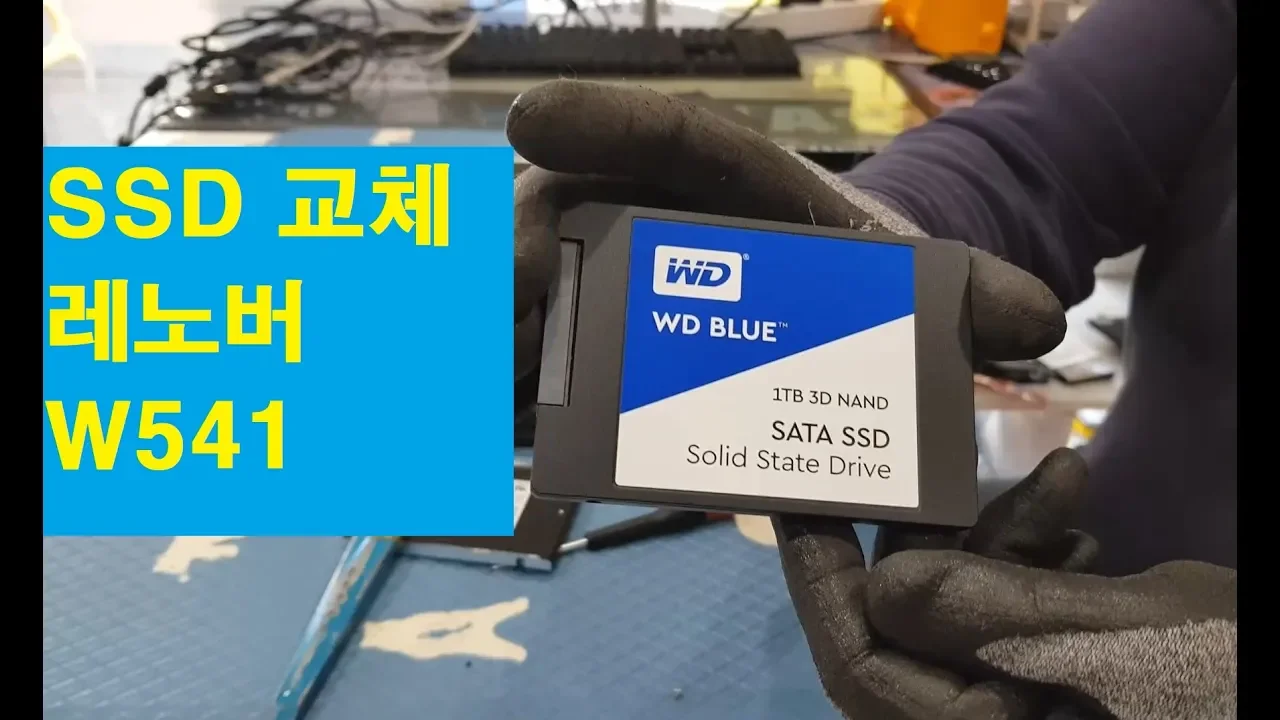 SSD 교체
레노버
W541
WD®
WD BLUE™
1TB 3D NAND
SATA SSD
Solid State Drive